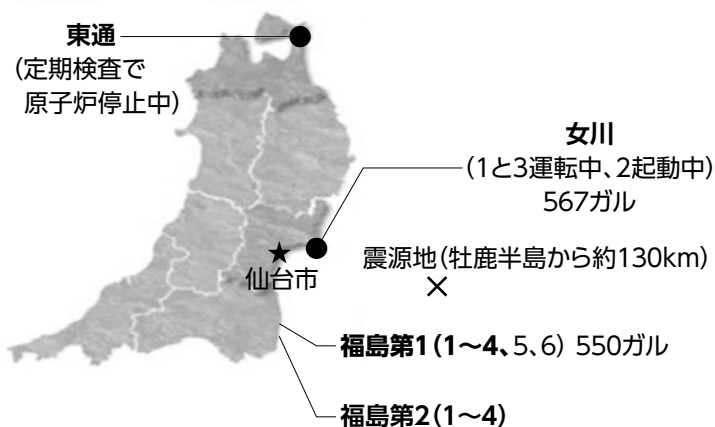 東通
(定期検査で
原子炉停止中)
女川
(1と3運転中、2起動中)
567ガル
仙台市
震源地(牡鹿半島から約130km)
福島第1(1〜4、5、6) 550ガル
福島第2(1〜4)